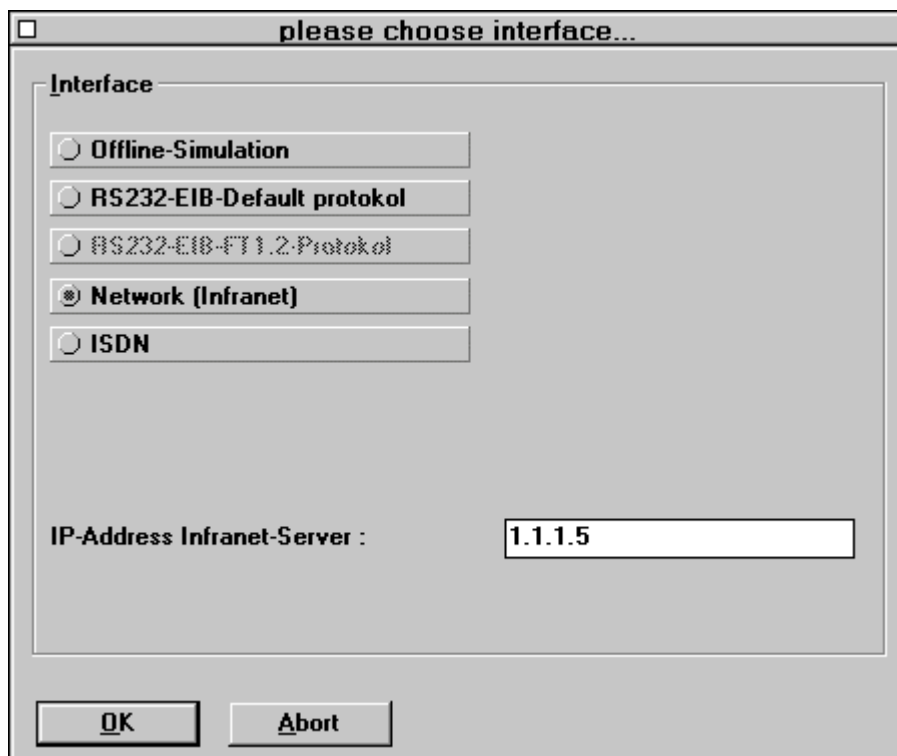 please choose interface...
Interface
Offline-Simulation
RS232-EIB-Default protokol
RS232-EIB-FT1.2-Protokol
Network (Infranet)
ISDN
IP-Address Infranet-Server : 1.1.1.5
OK Abort